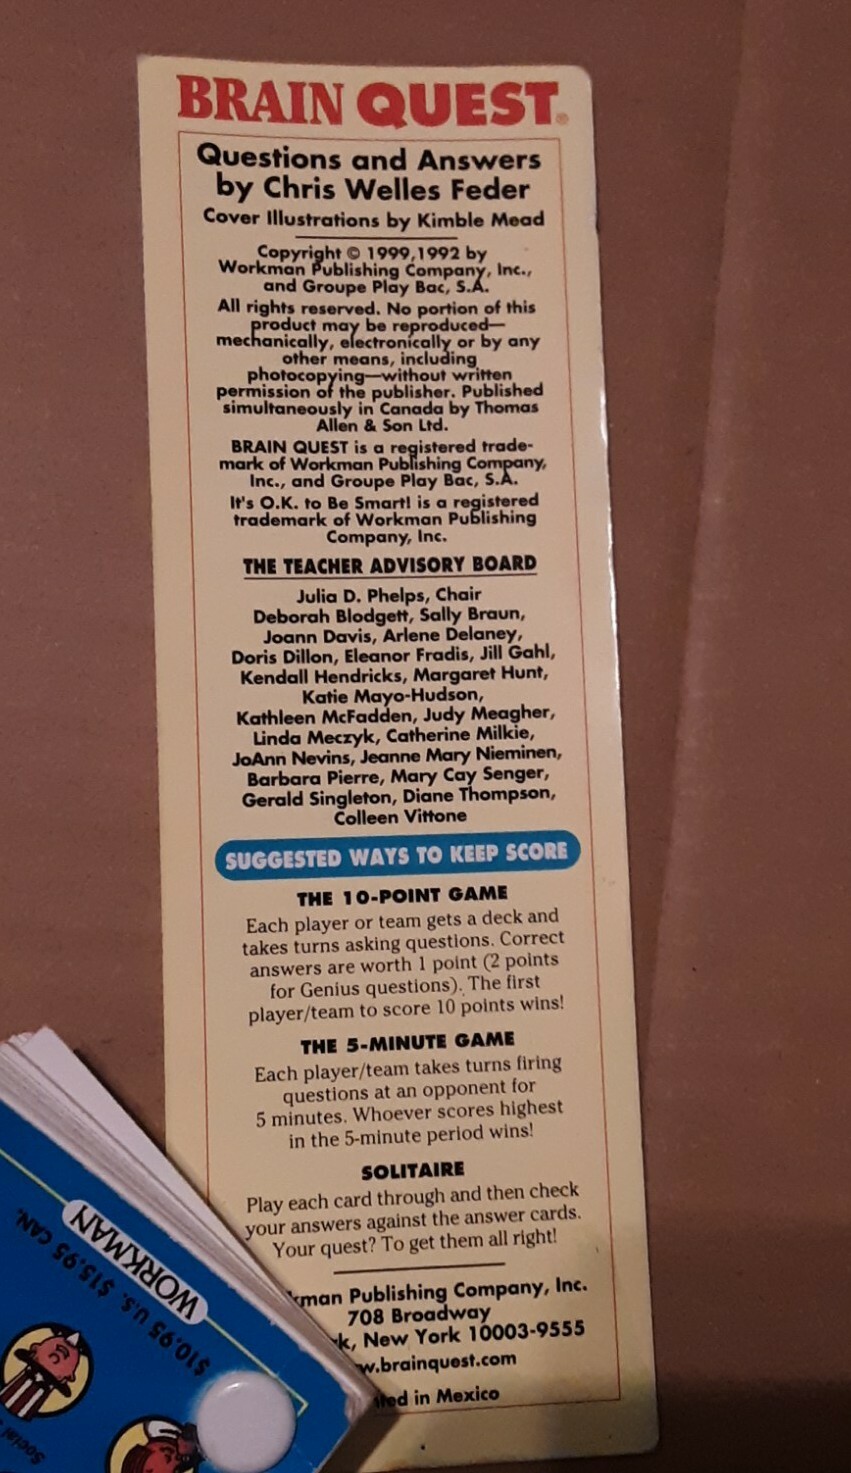 BRAIN QUEST®
Questions and Answers
by Chris Welles Feder
Cover Illustrations by Kimble Mead
Copyright © 1999,1992 by
Workman Publishing Company, Inc.,
and Groupe Play Bac, S.A.
All rights reserved. No portion of this
product may be reproduced—
mechanically, electronically or by any
other means, including
photocopying—without written
permission of the publisher. Published
simultaneously in Canada by Thomas
Allen & Son Ltd.
BRAIN QUEST is a registered trade-
mark of Workman Publishing Company,
Inc., and Groupe Play Bac, S.A.
It's O.K. to Be Smart! is a registered
trademark of Workman Publishing
Company, Inc.
THE TEACHER ADVISORY BOARD
Julia D. Phelps, Chair
Deborah Blodgett, Sally Braun,
Joann Davis, Arlene Delaney,
Doris Dillon, Eleanor Fradis, Jill Gahl,
Kendall Hendricks, Margaret Hunt,
Katie Mayo-Hudson,
Kathleen McFadden, Judy Meagher,
Linda Meczyk, Catherine Milkie,
JoAnn Nevins, Jeanne Mary Nieminen,
Barbara Pierre, Mary Cay Senger,
Gerald Singleton, Diane Thompson,
Colleen Vittone
SUGGESTED WAYS TO KEEP SCORE
THE 10-POINT GAME
Each player or team gets a deck and
takes turns asking questions. Correct
answers are worth 1 point (2 points
for Genius questions). The first
player/team to score 10 points wins!
THE 5-MINUTE GAME
Each player/team takes turns firing
questions at an opponent for
5 minutes. Whoever scores highest
in the 5-minute period wins!
SOLITAIRE
Play each card through and then check
your answers against the answer cards.
Your quest? To get them all right!
kman Publishing Company, Inc.
708 Broadway
k, New York 10003-9555
w.brainquest.com
ted in Mexico
WORKMAN
$10.95 U.S. $15.95 CAN.
Social